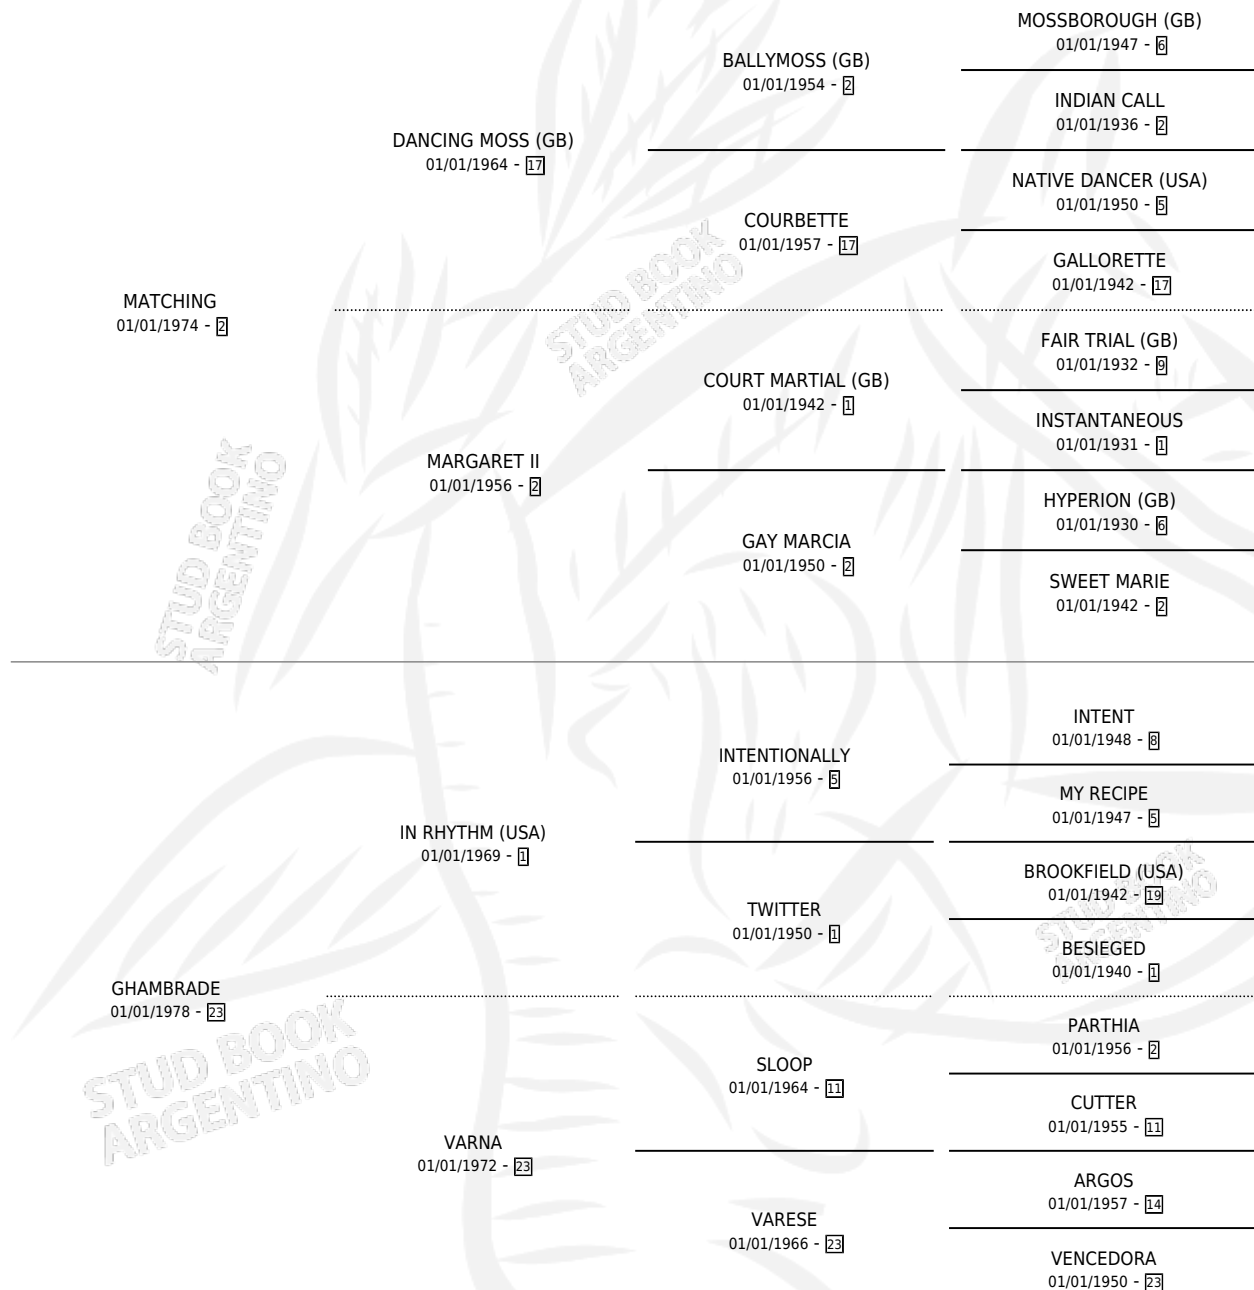 MOSSBOROUGH (GB)
01/01/1947 - 6
BALLYMOSS (GB)
01/01/1954 - 2
INDIAN CALL
01/01/1936 - 2
DANCING MOSS (GB)
01/01/1964 - 17
NATIVE DANCER (USA)
01/01/1950 - 5
COURBETTE
01/01/1957 - 17
GALLORETTE
01/01/1942 - 17
MATCHING
01/01/1974 - 2
STUD BOOK
ARGENTINO
FAIR TRIAL (GB)
01/01/1932 - 9
COURT MARTIAL (GB)
01/01/1942 - 1
INSTANTANEOUS
01/01/1931 - 1
MARGARET II
01/01/1956 - 2
HYPERION (GB)
01/01/1930 - 6
GAY MARCIA
01/01/1950 - 2
SWEET MARIE
01/01/1942 - 2
STUD BOOK
ARGENTINO
INTENT
01/01/1948 - 8
INTENTIONALLY
01/01/1956 - 5
MY RECIPE
01/01/1947 - 5
IN RHYTHM (USA)
01/01/1969 - 1
BROOKFIELD (USA)
01/01/1942 - 19
TWITTER
01/01/1950 - 1
BESIEGED
01/01/1940 - 1
STUD BOOK
ARGENTINO
GHAMBRADE
01/01/1978 - 23
STUD BOOK
ARGENTINO
PARTHIA
01/01/1956 - 2
SLOOP
01/01/1964 - 11
CUTTER
01/01/1955 - 11
VARNA
01/01/1972 - 23
ARGOS
01/01/1957 - 14
VARESE
01/01/1966 - 23
VENCEDORA
01/01/1950 - 23